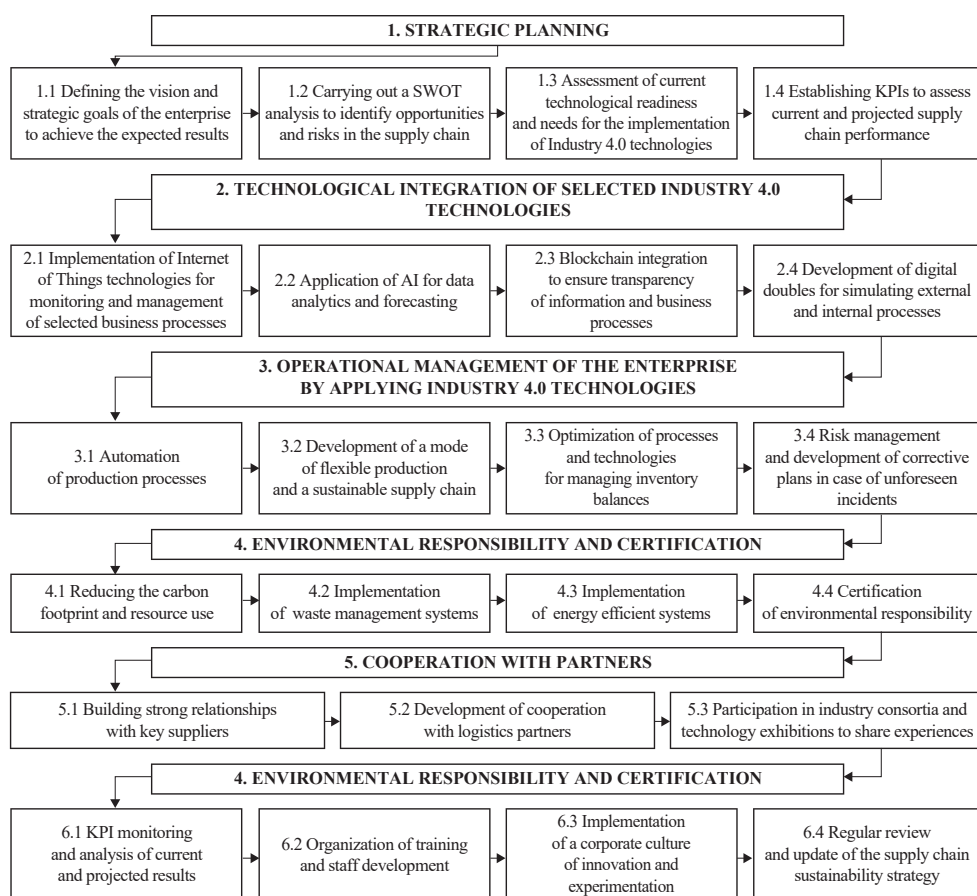 1. STRATEGIC PLANNING
1.1 Defining the vision and
strategic goals of the enterprise
to achieve the expected results
1.2 Carrying out a SWOT
analysis to identify opportunities
and risks in the supply chain
1.3 Assessment of current
technological readiness
and needs for the implementation
of Industry 4.0 technologies
1.4 Establishing KPIs to assess
current and projected supply
chain performance
2. TECHNOLOGICAL INTEGRATION OF SELECTED INDUSTRY 4.0
TECHNOLOGIES
2.1 Implementation of Internet
of Things technologies for
monitoring and management
of selected business processes
2.2 Application of AI for data
analytics and forecasting
2.3 Blockchain integration
to ensure transparency
of information and business
processes
2.4 Development of digital
doubles for simulating external
and internal processes
3. OPERATIONAL MANAGEMENT OF THE ENTERPRISE
BY APPLYING INDUSTRY 4.0 TECHNOLOGIES
3.1 Automation
of production processes
3.2 Development of a mode
of flexible production
and a sustainable supply chain
3.3 Optimization of processes
and technologies
for managing inventory
balances
3.4 Risk management
and development of corrective
plans in case of unforeseen
incidents
4. ENVIRONMENTAL RESPONSIBILITY AND CERTIFICATION
4.1 Reducing the carbon
footprint and resource use
4.2 Implementation
of waste management systems
4.3 Implementation
of energy efficient systems
4.4 Certification
of environmental responsibility
5. COOPERATION WITH PARTNERS
5.1 Building strong relationships
with key suppliers
5.2 Development of cooperation
with logistics partners
5.3 Participation in industry consortia and
technology exhibitions to share experiences
4. ENVIRONMENTAL RESPONSIBILITY AND CERTIFICATION
6.1 KPI monitoring
and analysis of current
and projected results
6.2 Organization of training
and staff development
6.3 Implementation
of a corporate culture
of innovation and
experimentation
6.4 Regular review
and update of the supply chain
sustainability strategy